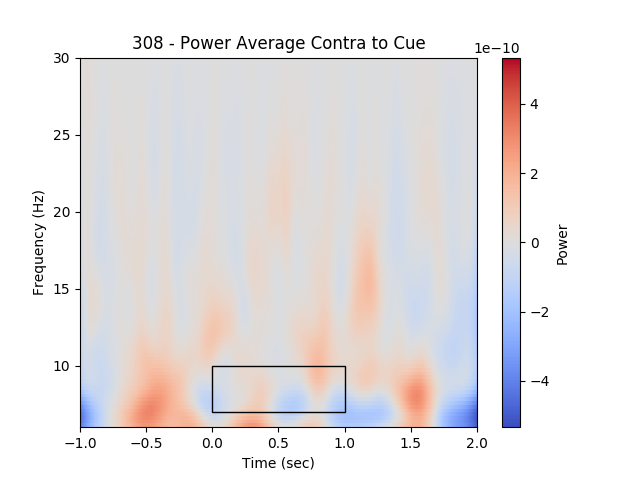 308 - Power Average Contra to Cue
1e−10
30
25
20
15
10
Frequency (Hz)
−1.0 −0.5 0.0 0.5 1.0 1.5 2.0
Time (sec)
4
2
0
−2
−4
Power